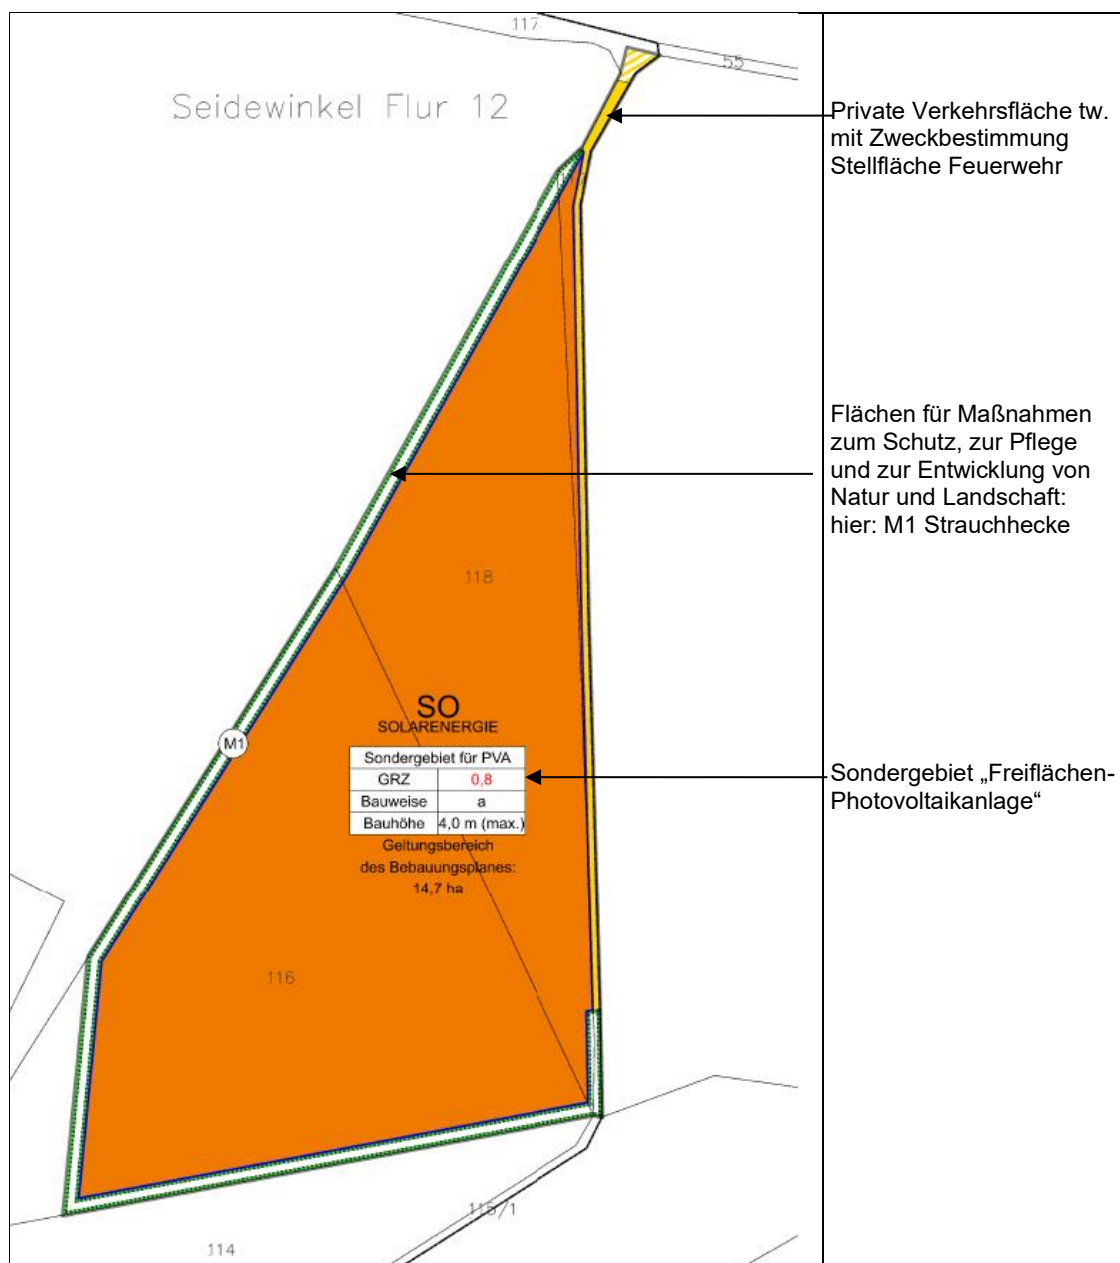 117
55
Seidewinkel Flur 12
Private Verkehrsfläche tw.
mit Zweckbestimmung
Stellfläche Feuerwehr
Flächen für Maßnahmen
zum Schutz, zur Pflege
und zur Entwicklung von
Natur und Landschaft:
hier: M1 Strauchhecke
118
SO
SOLARENERGIE
M1
Sondergebiet für PVA
GRZ 0,8
Bauweise a
Bauhöhe 4,0 m (max.)
Geltungsbereich
des Bebauungsplanes:
14,7 ha
Sondergebiet „Freiflächen-
Photovoltaikanlage“
116
115/1
114